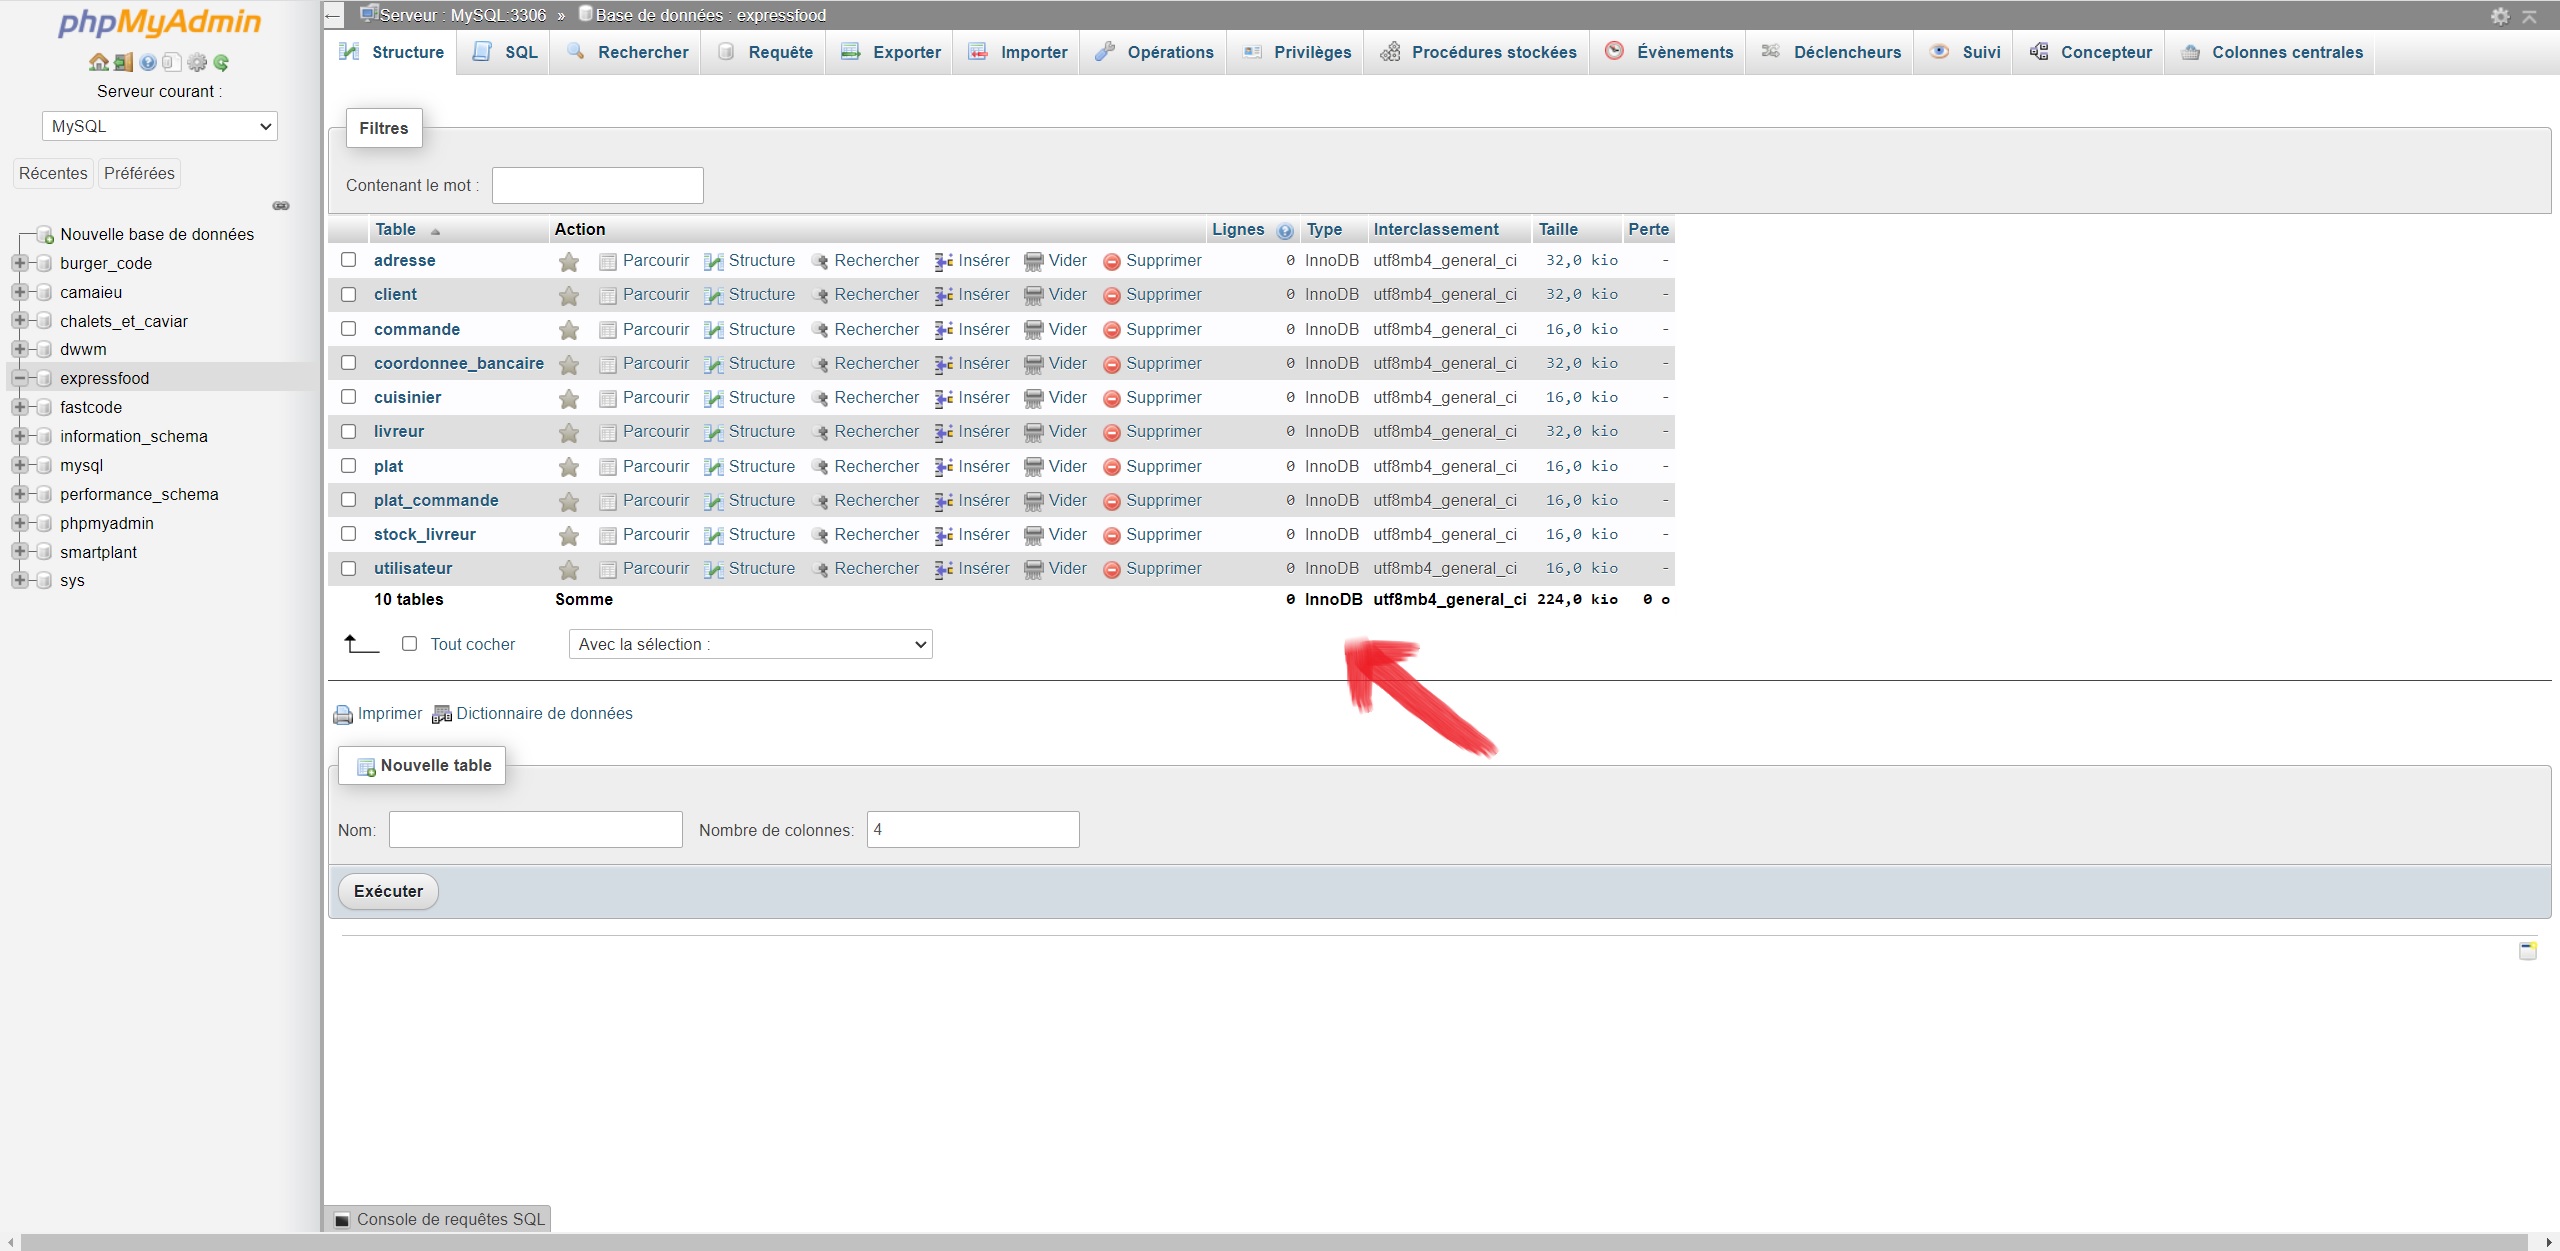 phpMyAdmin
Serveur courant :
MySQL
Récentes Préférées
Nouvelle base de données
burger_code
camaieu
chalets_et_caviar
dwwm
expressfood
fastcode
information_schema
mysql
performance_schema
phpmyadmin
smartplant
sys
Serveur : MySQL:3306 » Base de données : expressfood
Structure SQL Rechercher Requête Exporter Importer Opérations Privilèges Procédures stockées Évènements Déclencheurs Suivi Concepteur Colonnes centrales
Filtres
Contenant le mot :
Table Action Lignes Type Interclassement Taille Perte
adresse Parcourir Structure Rechercher Insérer Vider Supprimer 0 InnoDB utf8mb4_general_ci 32,0 kio -
client Parcourir Structure Rechercher Insérer Vider Supprimer 0 InnoDB utf8mb4_general_ci 32,0 kio -
commande Parcourir Structure Rechercher Insérer Vider Supprimer 0 InnoDB utf8mb4_general_ci 16,0 kio -
coordonnee_bancaire Parcourir Structure Rechercher Insérer Vider Supprimer 0 InnoDB utf8mb4_general_ci 32,0 kio -
cuisinier Parcourir Structure Rechercher Insérer Vider Supprimer 0 InnoDB utf8mb4_general_ci 16,0 kio -
livreur Parcourir Structure Rechercher Insérer Vider Supprimer 0 InnoDB utf8mb4_general_ci 32,0 kio -
plat Parcourir Structure Rechercher Insérer Vider Supprimer 0 InnoDB utf8mb4_general_ci 16,0 kio -
plat_commande Parcourir Structure Rechercher Insérer Vider Supprimer 0 InnoDB utf8mb4_general_ci 16,0 kio -
stock_livreur Parcourir Structure Rechercher Insérer Vider Supprimer 0 InnoDB utf8mb4_general_ci 16,0 kio -
utilisateur Parcourir Structure Rechercher Insérer Vider Supprimer 0 InnoDB utf8mb4_general_ci 16,0 kio -
10 tables Somme 0 InnoDB utf8mb4_general_ci 224,0 kio 0 o
Tout cocher Avec la sélection :
Imprimer Dictionnaire de données
Nouvelle table
Nom: Nombre de colonnes: 4
Exécuter
Console de requêtes SQL